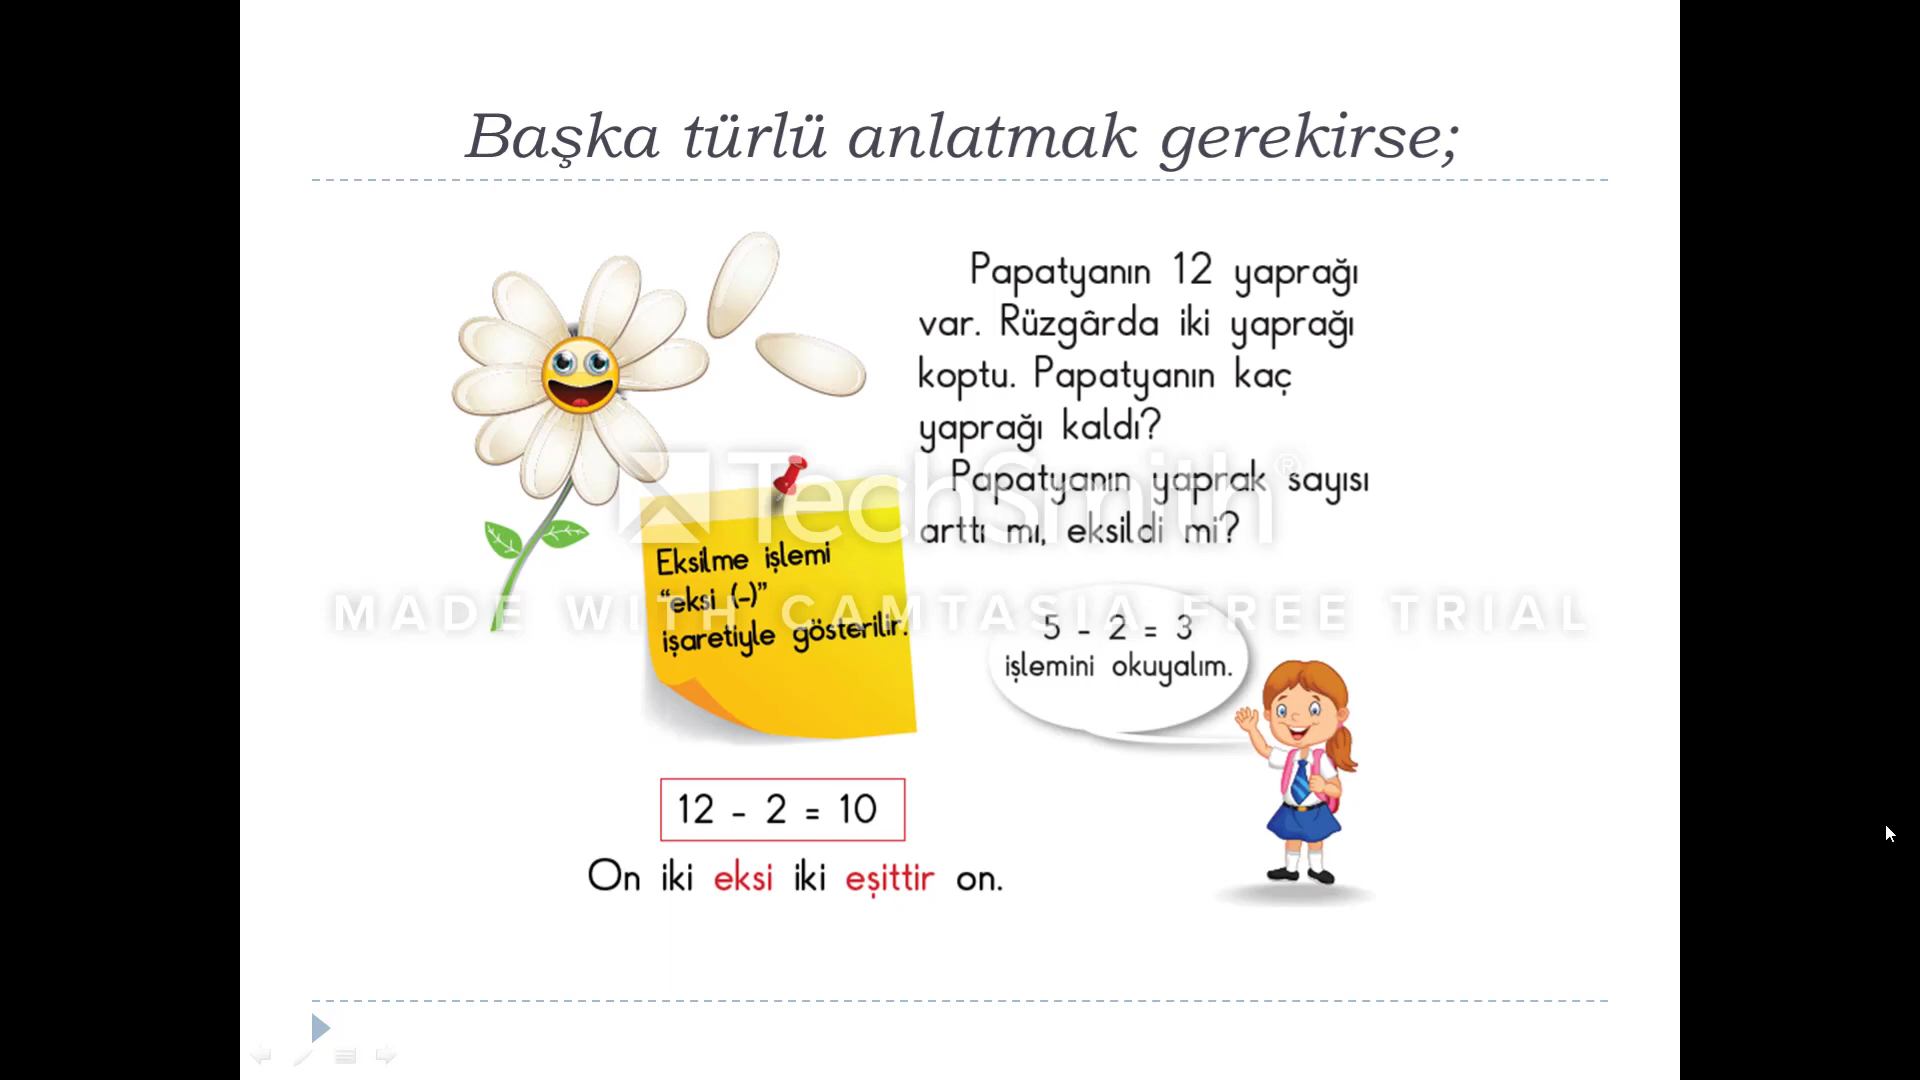 Başka türlü anlatmak gerekirse;
Papatyanın 12 yaprağı
var. Rüzgârda iki yaprağı
koptu. Papatyanın kaç
yaprağı kaldı?
Papatyanın yaprak sayısı
arttı mı, eksildi mi?
TechSmith®
MADE WITH CAMTASIA FREE TRIAL
Eksilme işlemi
“eksi (-)”
işaretiyle gösterilir.
5 - 2 = 3
işlemini okuyalım.
12 - 2 = 10
On iki eksi iki eşittir on.